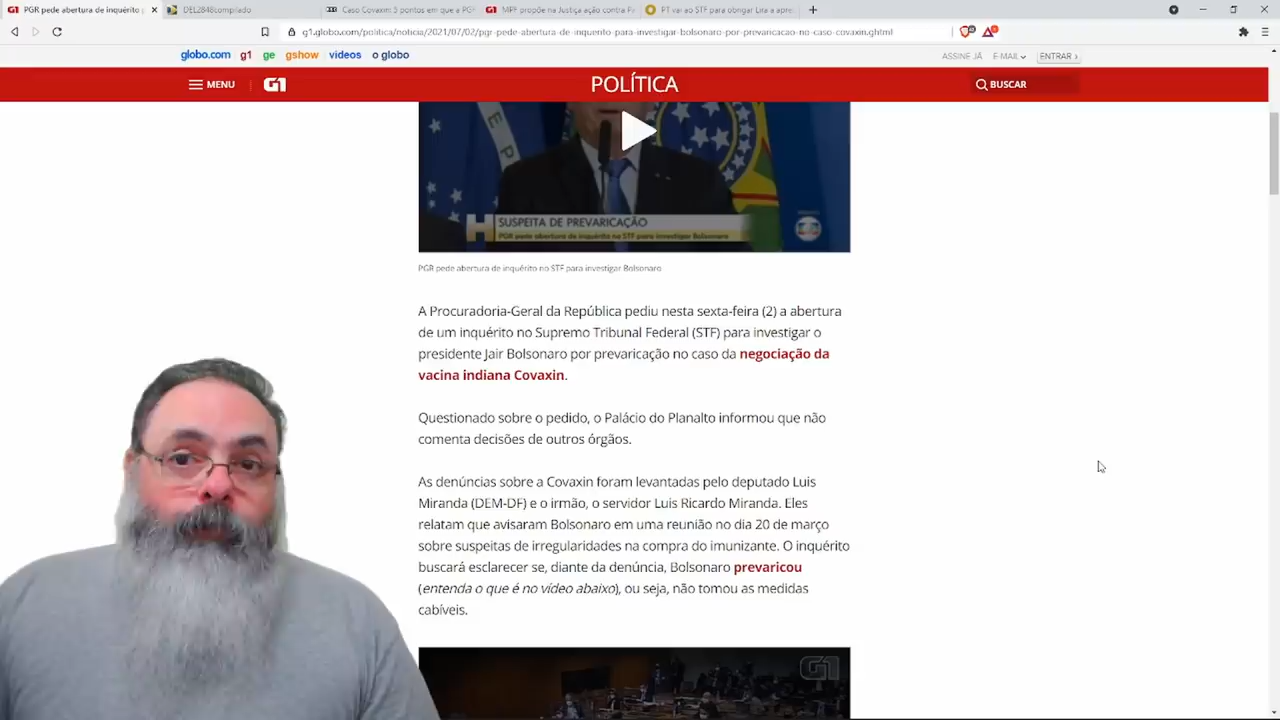 PGR pede abertura de inquérito
DEL2848compilado
Caso Covaxin: 5 pontos em que a PGR
MPF propõe na Justiça ação contra Pa
PT vai ao STF para obrigar Lira a apre
g1.globo.com/politica/noticia/2021/07/02/pgr-pede-abertura-de-inquerito-para-investigar-bolsonaro-por-prevaricacao-no-caso-covaxin.ghtml
globo.com g1 ge gshow vídeos o globo
ASSINE JÁ E-MAIL ENTRAR ›
MENU G1 POLÍTICA BUSCAR
SUSPEITA DE PREVARICAÇÃO
PGR pede abertura de inquérito no STF para investigar Bolsonaro
PGR pede abertura de inquérito no STF para investigar Bolsonaro
A Procuradoria-Geral da República pediu nesta sexta-feira (2) a abertura
de um inquérito no Supremo Tribunal Federal (STF) para investigar o
presidente Jair Bolsonaro por prevaricação no caso da negociação da
vacina indiana Covaxin.
Questionado sobre o pedido, o Palácio do Planalto informou que não
comenta decisões de outros órgãos.
As denúncias sobre a Covaxin foram levantadas pelo deputado Luis
Miranda (DEM-DF) e o irmão, o servidor Luis Ricardo Miranda. Eles
relatam que avisaram Bolsonaro em uma reunião no dia 20 de março
sobre suspeitas de irregularidades na compra do imunizante. O inquérito
buscará esclarecer se, diante da denúncia, Bolsonaro prevaricou
(entenda o que é no vídeo abaixo), ou seja, não tomou as medidas
cabíveis.
G1